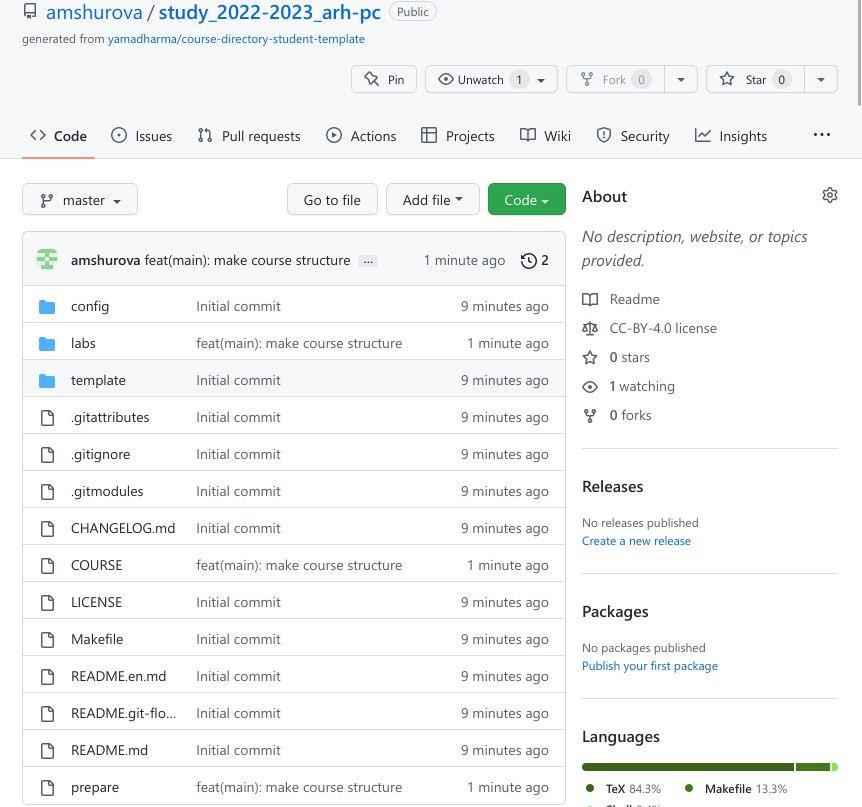 amshurova / study_2022-2023_arh-pc Public
generated from yamadharma/course-directory-student-template
Pin Unwatch 1 Fork 0 Star 0
Code Issues Pull requests Actions Projects Wiki Security Insights ...
master Go to file Add file Code
amshurova feat(main): make course structure ... 1 minute ago 2
config Initial commit 9 minutes ago
labs feat(main): make course structure 1 minute ago
template Initial commit 9 minutes ago
.gitattributes Initial commit 9 minutes ago
.gitignore Initial commit 9 minutes ago
.gitmodules Initial commit 9 minutes ago
CHANGELOG.md Initial commit 9 minutes ago
COURSE feat(main): make course structure 1 minute ago
LICENSE Initial commit 9 minutes ago
Makefile Initial commit 9 minutes ago
README.en.md Initial commit 9 minutes ago
README.git-flo... Initial commit 9 minutes ago
README.md Initial commit 9 minutes ago
prepare feat(main): make course structure 1 minute ago
About
No description, website, or topics
provided.
Readme
CC-BY-4.0 license
0 stars
1 watching
0 forks
Releases
No releases published
Create a new release
Packages
No packages published
Publish your first package
Languages
TeX 84.3% Makefile 13.3%